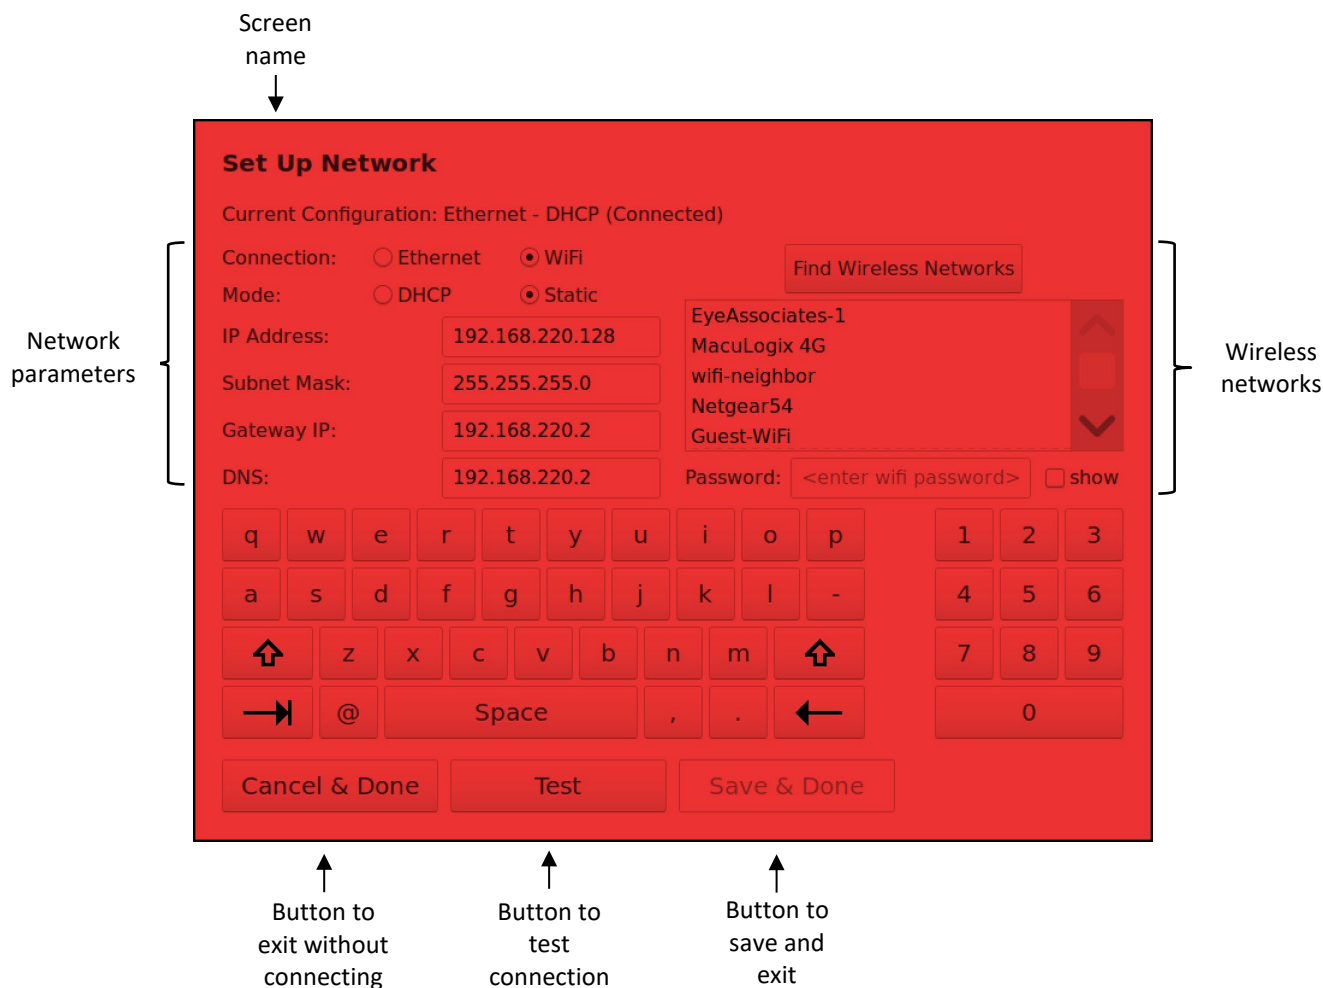 Screen
name
Set Up Network
Current Configuration: Ethernet - DHCP (Connected)
Connection: Ethernet WiFi
Mode: DHCP Static
IP Address: 192.168.220.128
Subnet Mask: 255.255.255.0
Gateway IP: 192.168.220.2
DNS: 192.168.220.2
Network
parameters
Find Wireless Networks
EyeAssociates-1
MacuLogix 4G
wifi-neighbor
Netgear54
Guest-WiFi
Password: <enter wifi password> show
Wireless
networks
q w e r t y u i o p 1 2 3
a s d f g h j k l - 4 5 6
z x c v b n m 7 8 9
@ Space , . 0
Cancel & Done Test Save & Done
Button to
exit without
connecting
Button to
test
connection
Button to
save and
exit